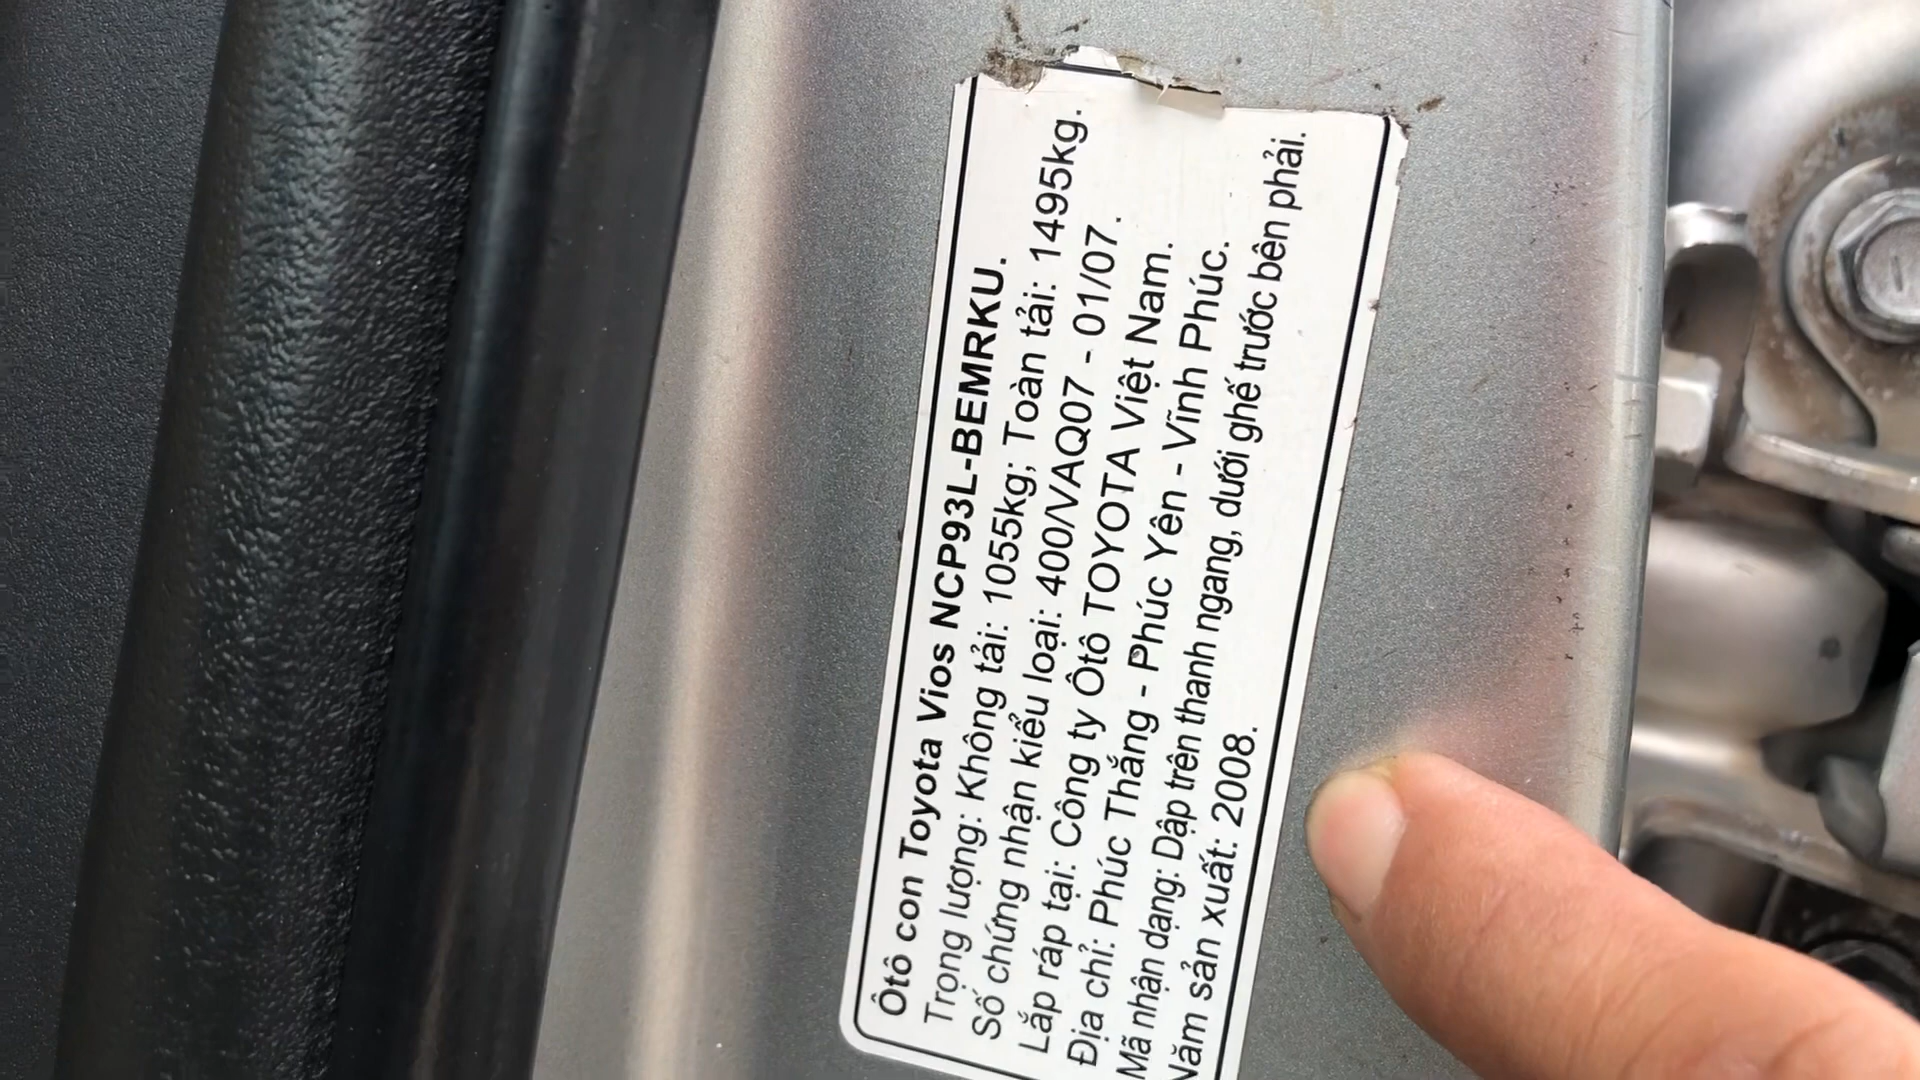 Ôtô con Toyota Vios NCP93L-BEMRKU.
Trọng lượng: Không tải: 1055kg; Toàn tải: 1495kg.
Số chứng nhận kiểu loại: 400/VAQ07 - 01/07.
Lắp ráp tại: Công ty Ôtô TOYOTA Việt Nam.
Địa chỉ: Phúc Thắng - Phúc Yên - Vĩnh Phúc.
Mã nhận dạng: Dập trên thanh ngang, dưới ghế trước bên phải.
Năm sản xuất: 2008.